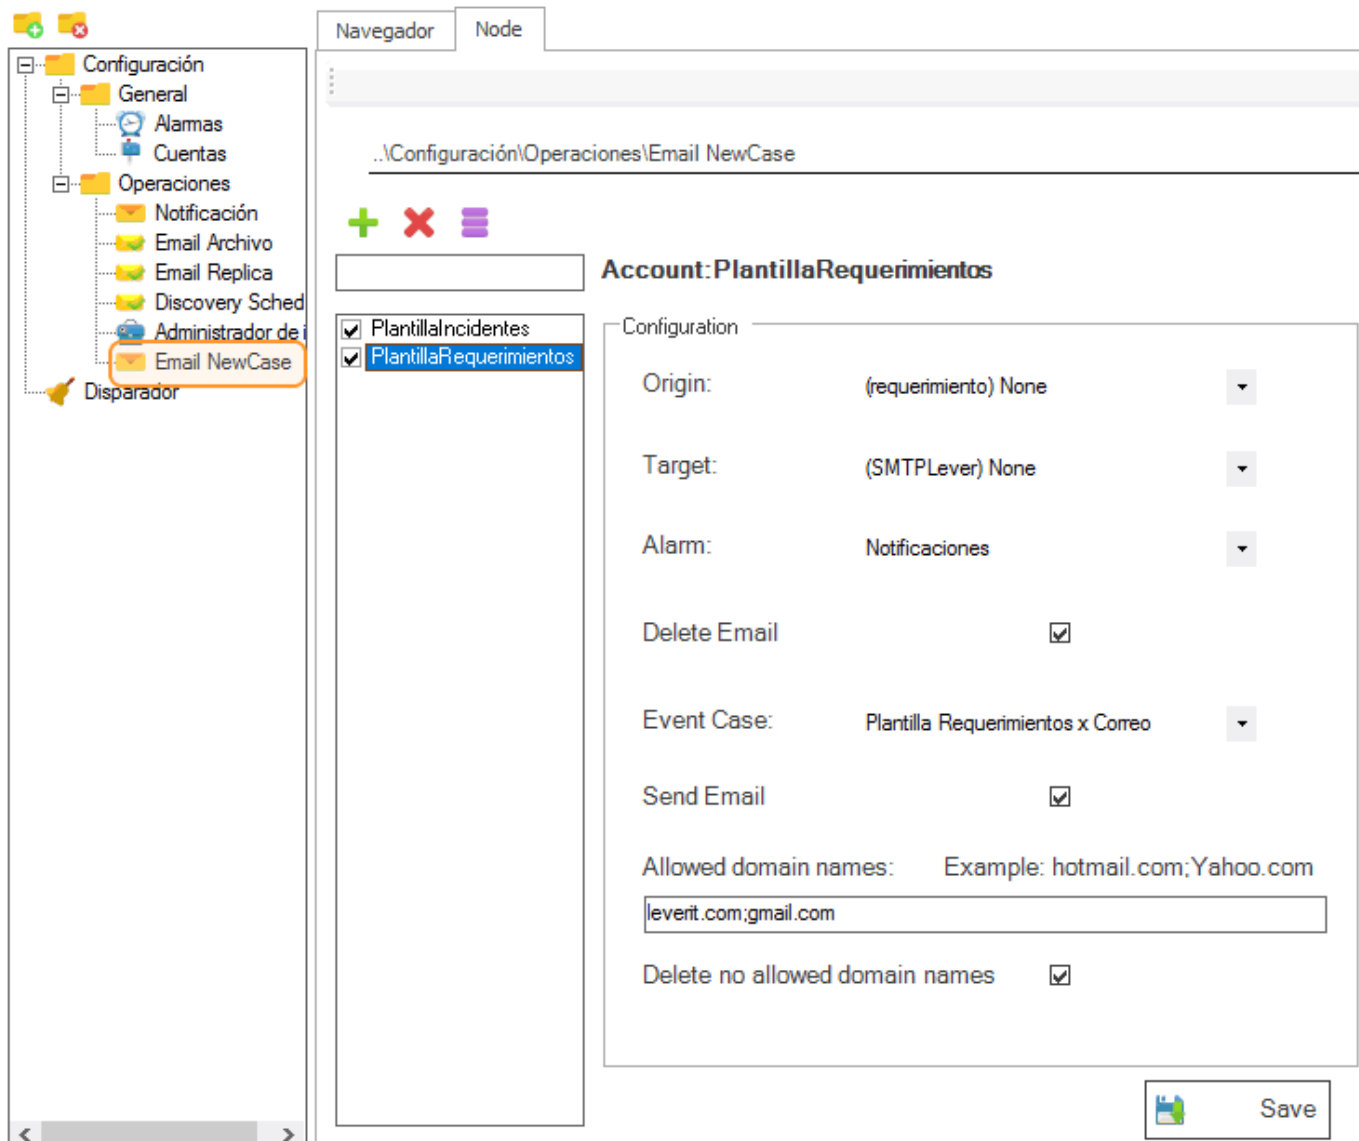 Navegador
Node
Configuración
General
Alarmas
Cuentas
Operaciones
Notificación
Email Archivo
Email Replica
Discovery Sched
Administrador de i
Email NewCase
Disparador
..\Configuración\Operaciones\Email NewCase
PlantillaIncidentes
PlantillaRequerimientos
Account:PlantillaRequerimientos
Configuration
Origin: (requerimiento) None
Target: (SMTPLever) None
Alarm: Notificaciones
Delete Email
Event Case: Plantilla Requerimientos x Correo
Send Email
Allowed domain names: Example: hotmail.com;Yahoo.com
leverit.com;gmail.com
Delete no allowed domain names
Save